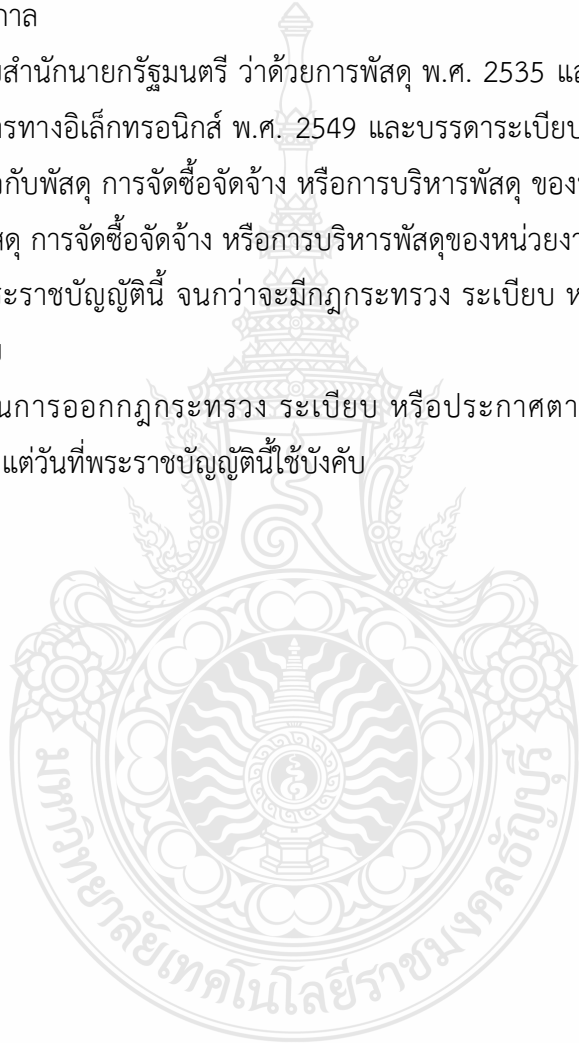 กาล
สำนักนายกรัฐมนตรี ว่าด้วยการพัสดุ พ.ศ. 2535
ารทางอิเล็กทรอนิกส์ พ.ศ. 2549 และบรรดาระเบียบ
กับพัสดุ การจัดซื้อจัดจ้าง หรือการบริหารพัสดุ ของ
สดุ การจัดซื้อจัดจ้าง หรือการบริหารพัสดุของหน่วยงา
ระราชบัญญัตินี้ จนกว่าจะมีกฎกระทรวง ระเบียบ ห
นการออกกฎกระทรวง ระเบียบ หรือประกาศตา
แต่วันที่พระราชบัญญัตินี้ใช้บังคับ
มหาวิทยาลัยเทคโนโลยีราชมงคลธัญบุรี